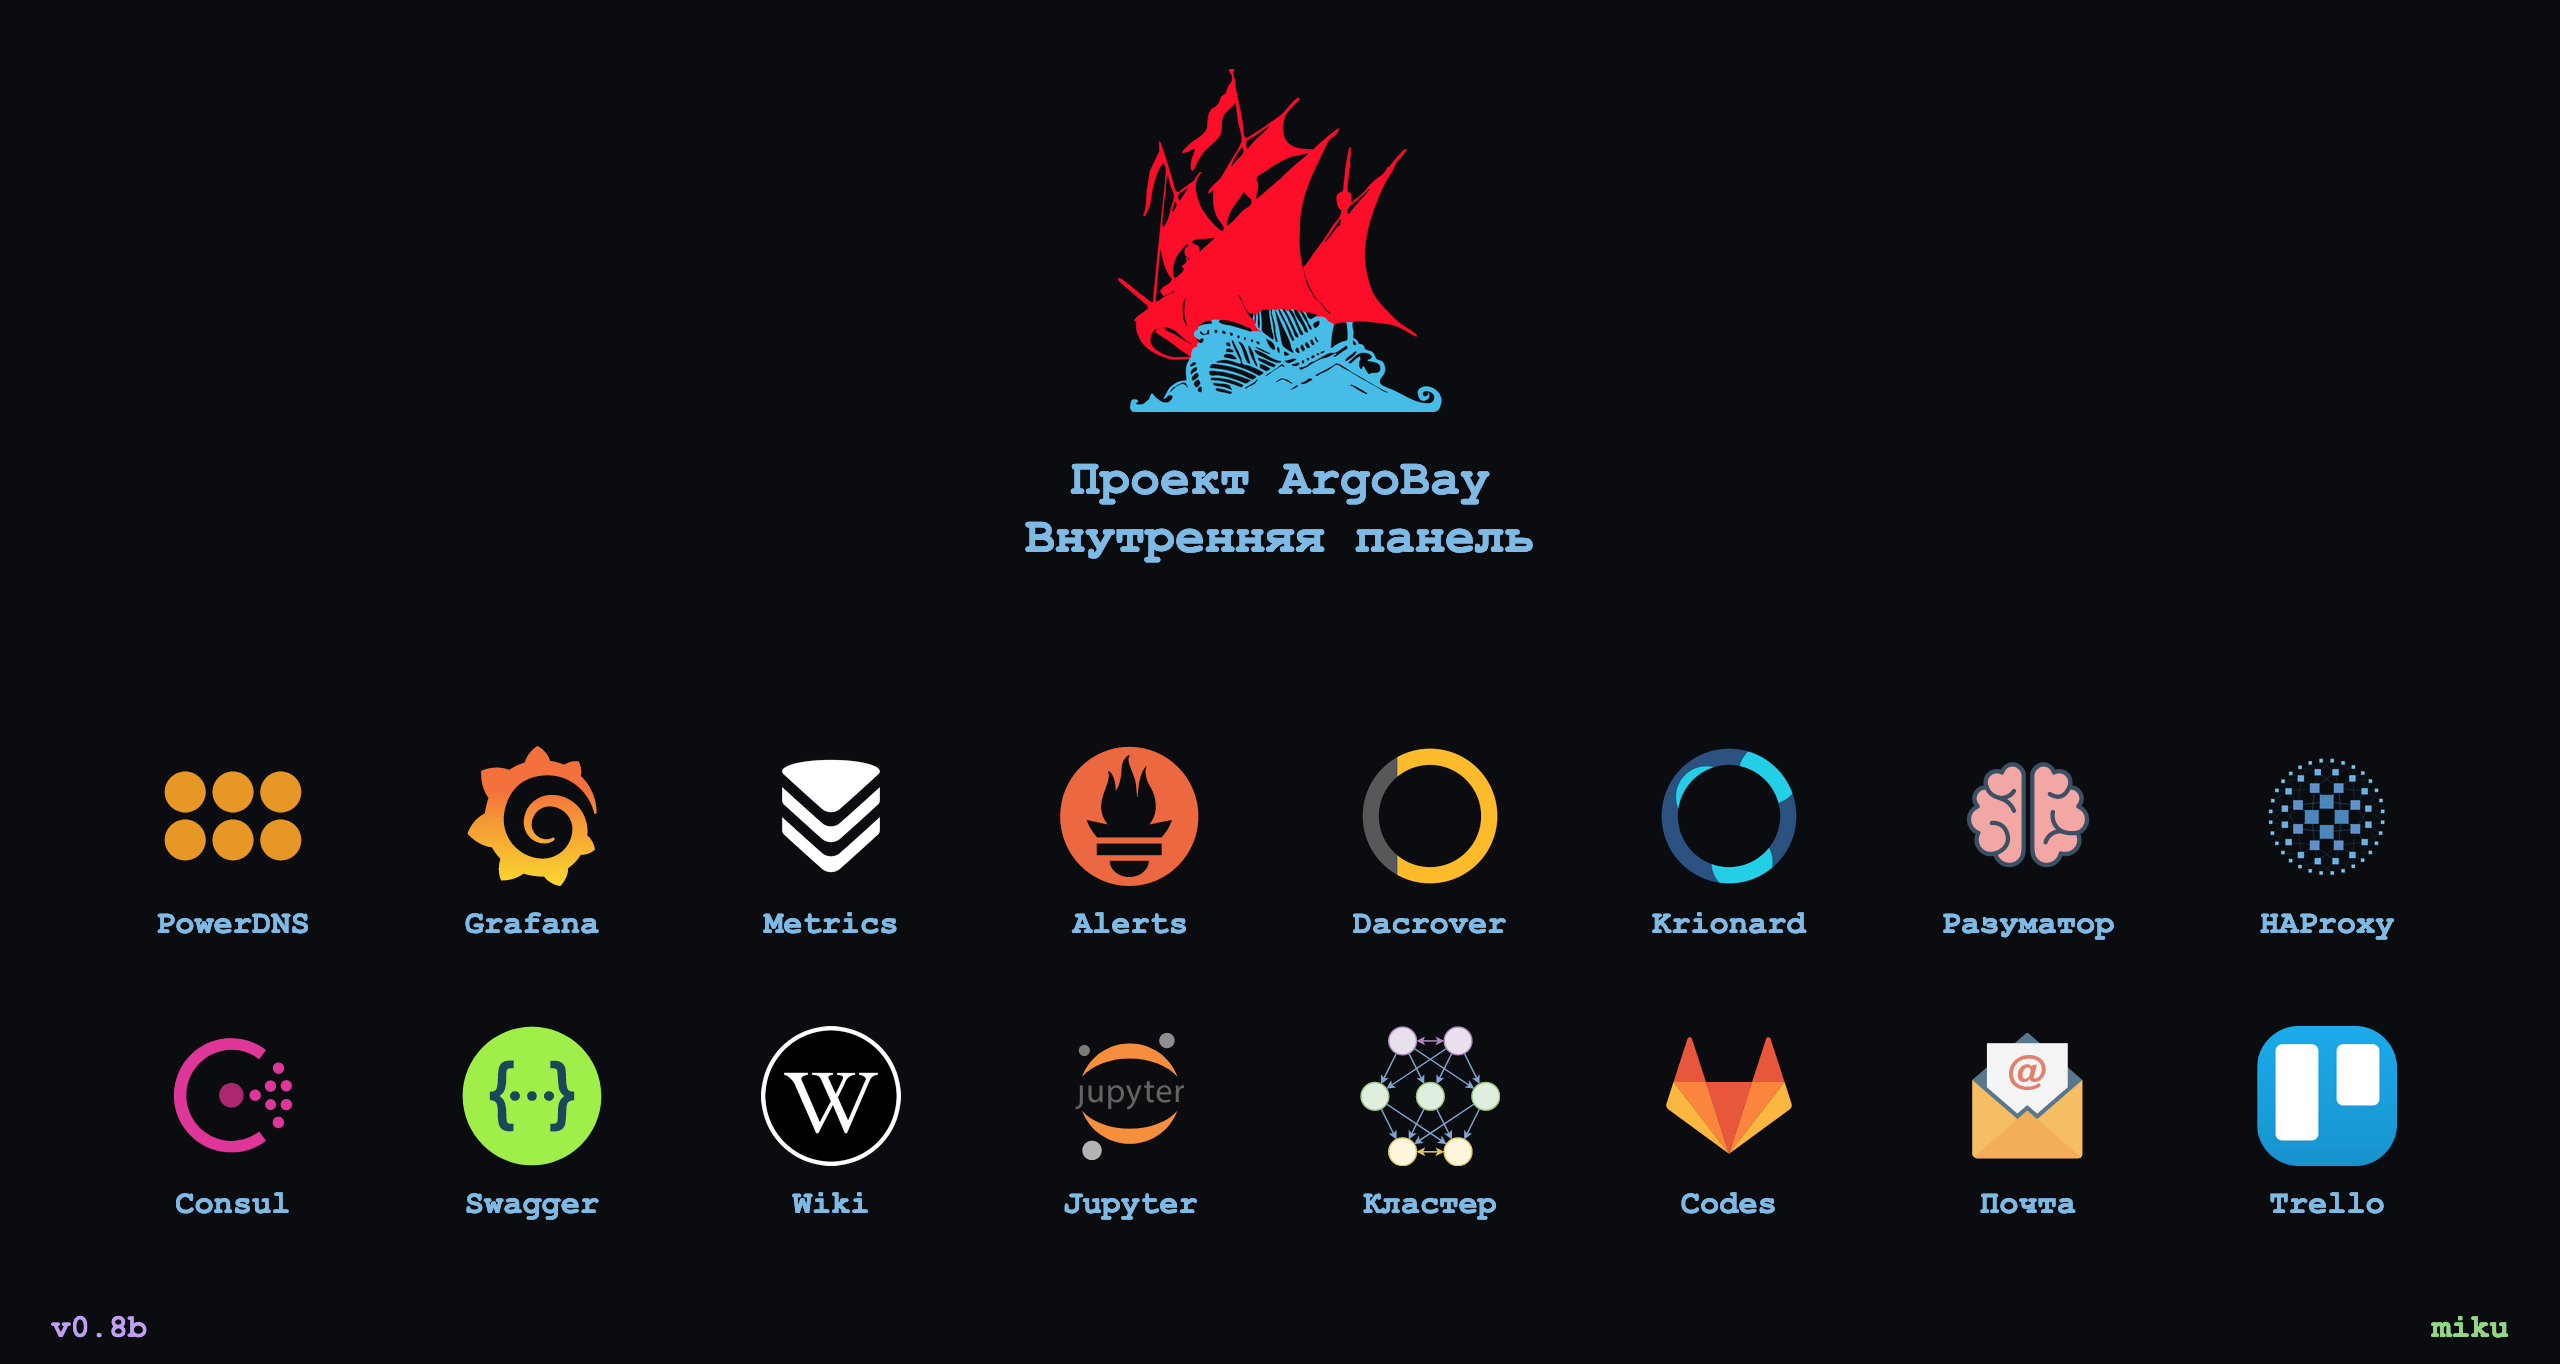 Проект ArgoBay
Внутренняя панель
PowerDNS
Grafana
Metrics
Alerts
Dacrover
Krionard
Разуматор
HAProxy
W
jupyter
@
Consul
Swagger
Wiki
Jupyter
Кластер
Codes
Почта
Trello
v0.8b
miku